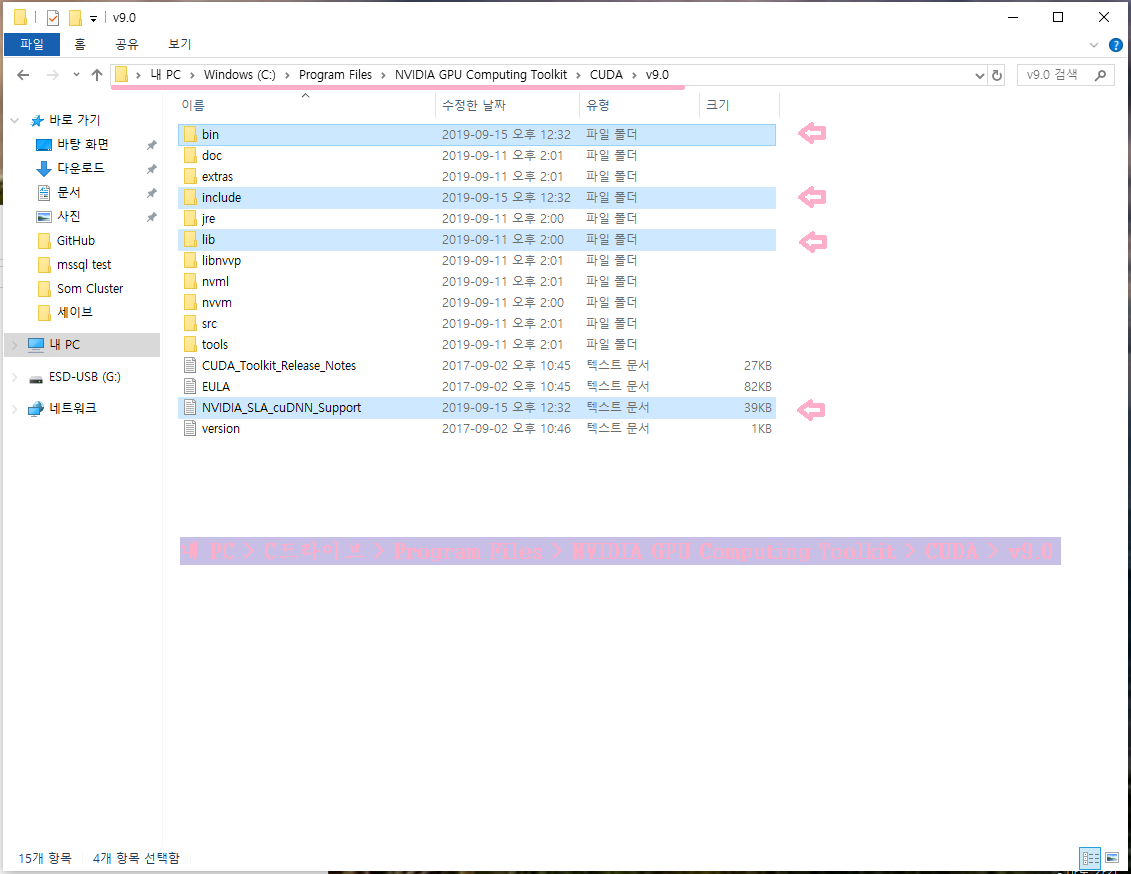 v9.0
파일 홈 공유 보기
내 PC > Windows (C:) > Program Files > NVIDIA GPU Computing Toolkit > CUDA > v9.0
v9.0 검색
이름 수정한 날짜 유형 크기
바로 가기
바탕 화면
다운로드
문서
사진
GitHub
mssql test
Som Cluster
세이브
내 PC
ESD-USB (G:)
네트워크
bin 2019-09-15 오후 12:32 파일 폴더
doc 2019-09-11 오후 2:01 파일 폴더
extras 2019-09-11 오후 2:01 파일 폴더
include 2019-09-15 오후 12:32 파일 폴더
jre 2019-09-11 오후 2:00 파일 폴더
lib 2019-09-11 오후 2:00 파일 폴더
libnvvp 2019-09-11 오후 2:01 파일 폴더
nvml 2019-09-11 오후 2:01 파일 폴더
nvvm 2019-09-11 오후 2:00 파일 폴더
src 2019-09-11 오후 2:01 파일 폴더
tools 2019-09-11 오후 2:01 파일 폴더
CUDA_Toolkit_Release_Notes 2017-09-02 오후 10:45 텍스트 문서 27KB
EULA 2017-09-02 오후 10:45 텍스트 문서 82KB
NVIDIA_SLA_cuDNN_Support 2019-09-15 오후 12:32 텍스트 문서 39KB
version 2017-09-02 오후 10:46 텍스트 문서 1KB
내 PC > C드라이브 > Program Files > NVIDIA GPU Computing Toolkit > CUDA > v9.0
15개 항목 4개 항목 선택함